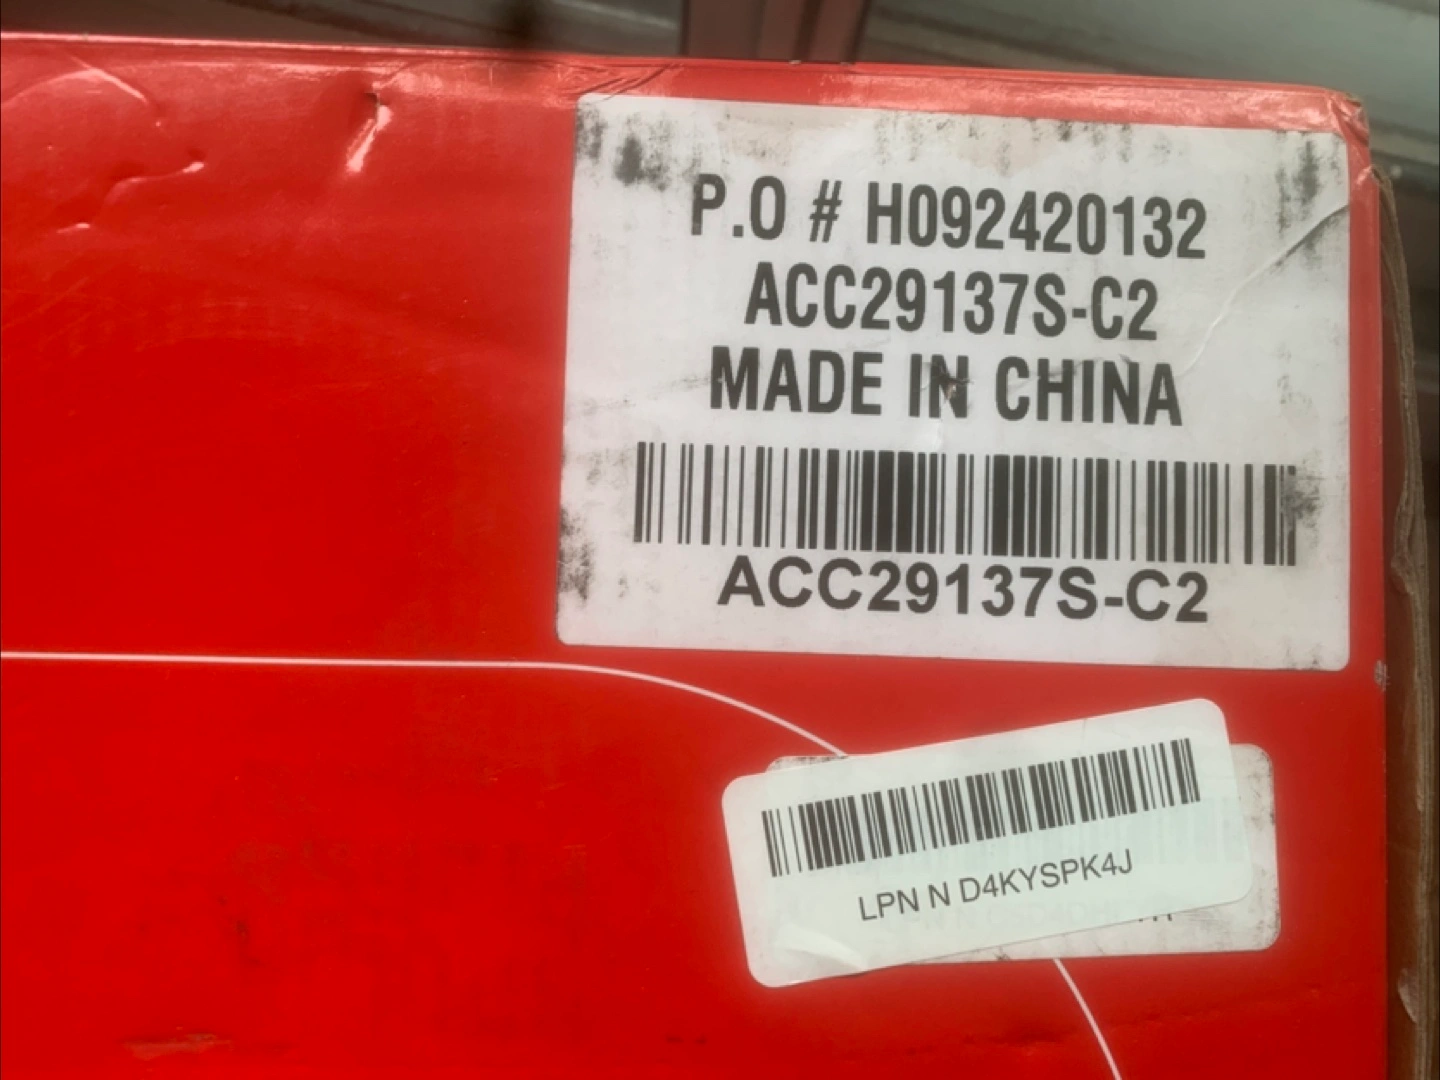 P.O # H092420132
ACC29137S-C2
MADE IN CHINA
ACC29137S-C2
LPN N D4KYSPK4J